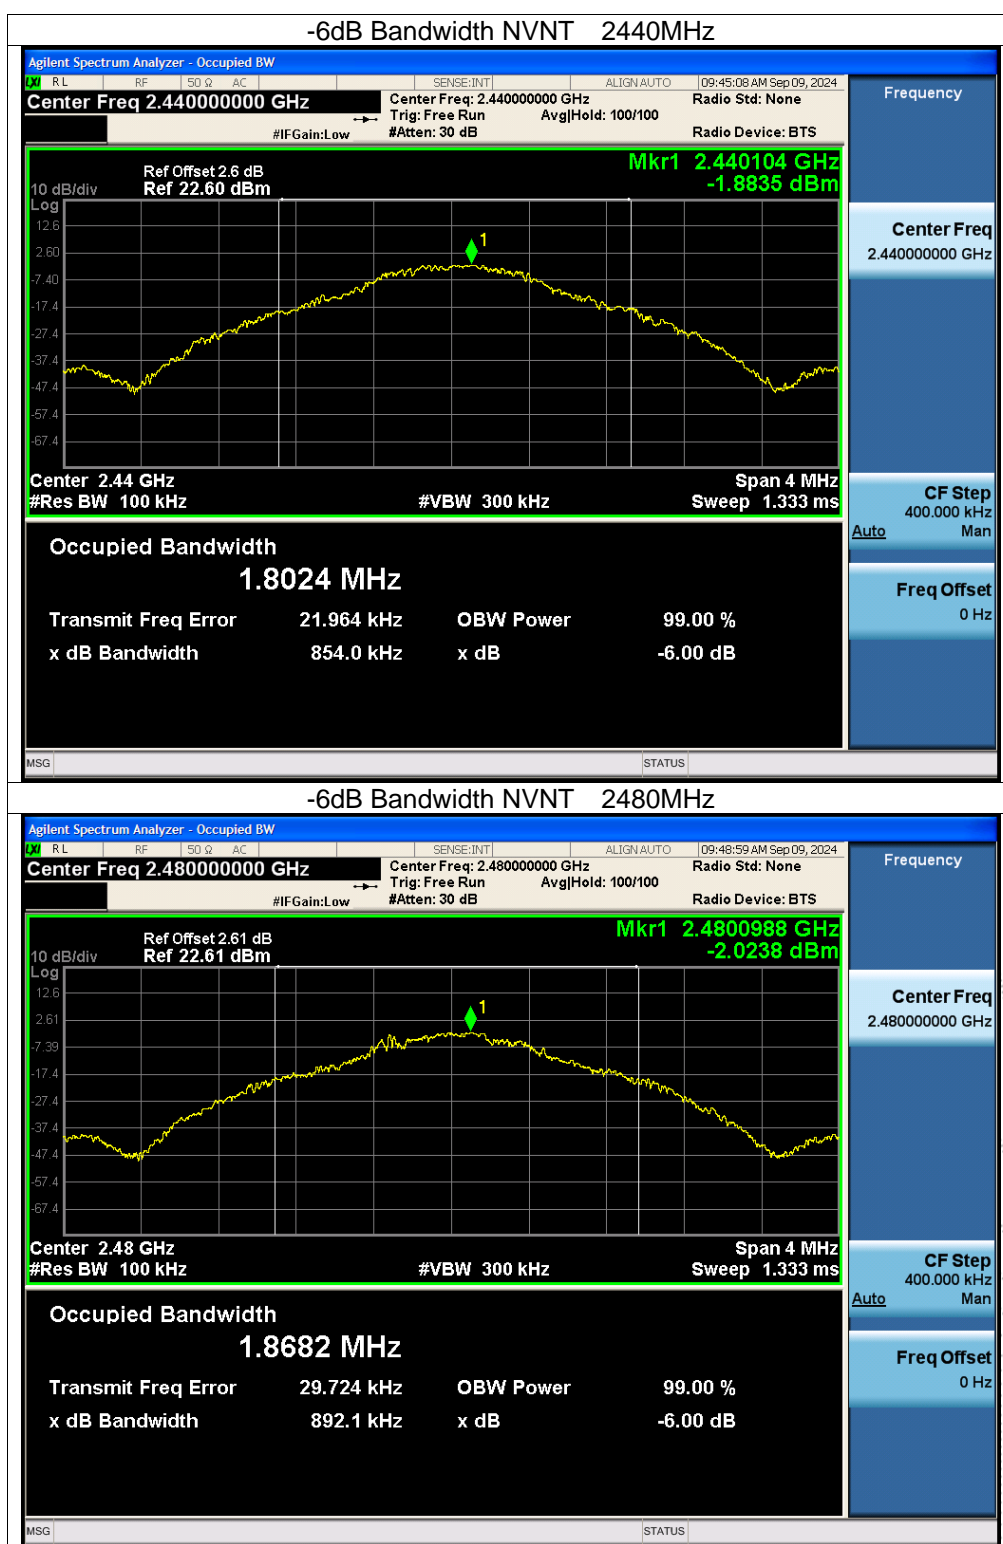 -6dB Bandwidth NVNT 2440MHz
Agilent Spectrum Analyzer - Occupied BW
LXI RL RF 50 Ω AC SENSE:INT ALIGN AUTO 09:45:08 AM Sep 09, 2024
Center Freq 2.440000000 GHz Center Freq: 2.440000000 GHz Radio Std: None Frequency
Trig: Free Run Avg|Hold: 100/100
#IFGain:Low #Atten: 30 dB Radio Device: BTS
Mkr1 2.440104 GHz
Ref Offset 2.6 dB
10 dB/div Ref 22.60 dBm -1.8835 dBm
Log
12.6
2.60
-7.40
-17.4
-27.4
-37.4
-47.4
-57.4
-67.4
1
Center Freq
2.440000000 GHz
Center 2.44 GHz Span 4 MHz
#Res BW 100 kHz #VBW 300 kHz Sweep 1.333 ms
CF Step
400.000 kHz
Auto Man
Occupied Bandwidth
1.8024 MHz
Freq Offset
0 Hz
Transmit Freq Error 21.964 kHz OBW Power 99.00 %
x dB Bandwidth 854.0 kHz x dB -6.00 dB
MSG STATUS
-6dB Bandwidth NVNT 2480MHz
Agilent Spectrum Analyzer - Occupied BW
LXI RL RF 50 Ω AC SENSE:INT ALIGN AUTO 09:48:59 AM Sep 09, 2024
Center Freq 2.480000000 GHz Center Freq: 2.480000000 GHz Radio Std: None Frequency
Trig: Free Run Avg|Hold: 100/100
#IFGain:Low #Atten: 30 dB Radio Device: BTS
Mkr1 2.4800988 GHz
Ref Offset 2.61 dB
10 dB/div Ref 22.61 dBm -2.0238 dBm
Log
12.6
2.61
-7.39
-17.4
-27.4
-37.4
-47.4
-57.4
-67.4
1
Center Freq
2.480000000 GHz
Center 2.48 GHz Span 4 MHz
#Res BW 100 kHz #VBW 300 kHz Sweep 1.333 ms
CF Step
400.000 kHz
Auto Man
Occupied Bandwidth
1.8682 MHz
Freq Offset
0 Hz
Transmit Freq Error 29.724 kHz OBW Power 99.00 %
x dB Bandwidth 892.1 kHz x dB -6.00 dB
MSG STATUS